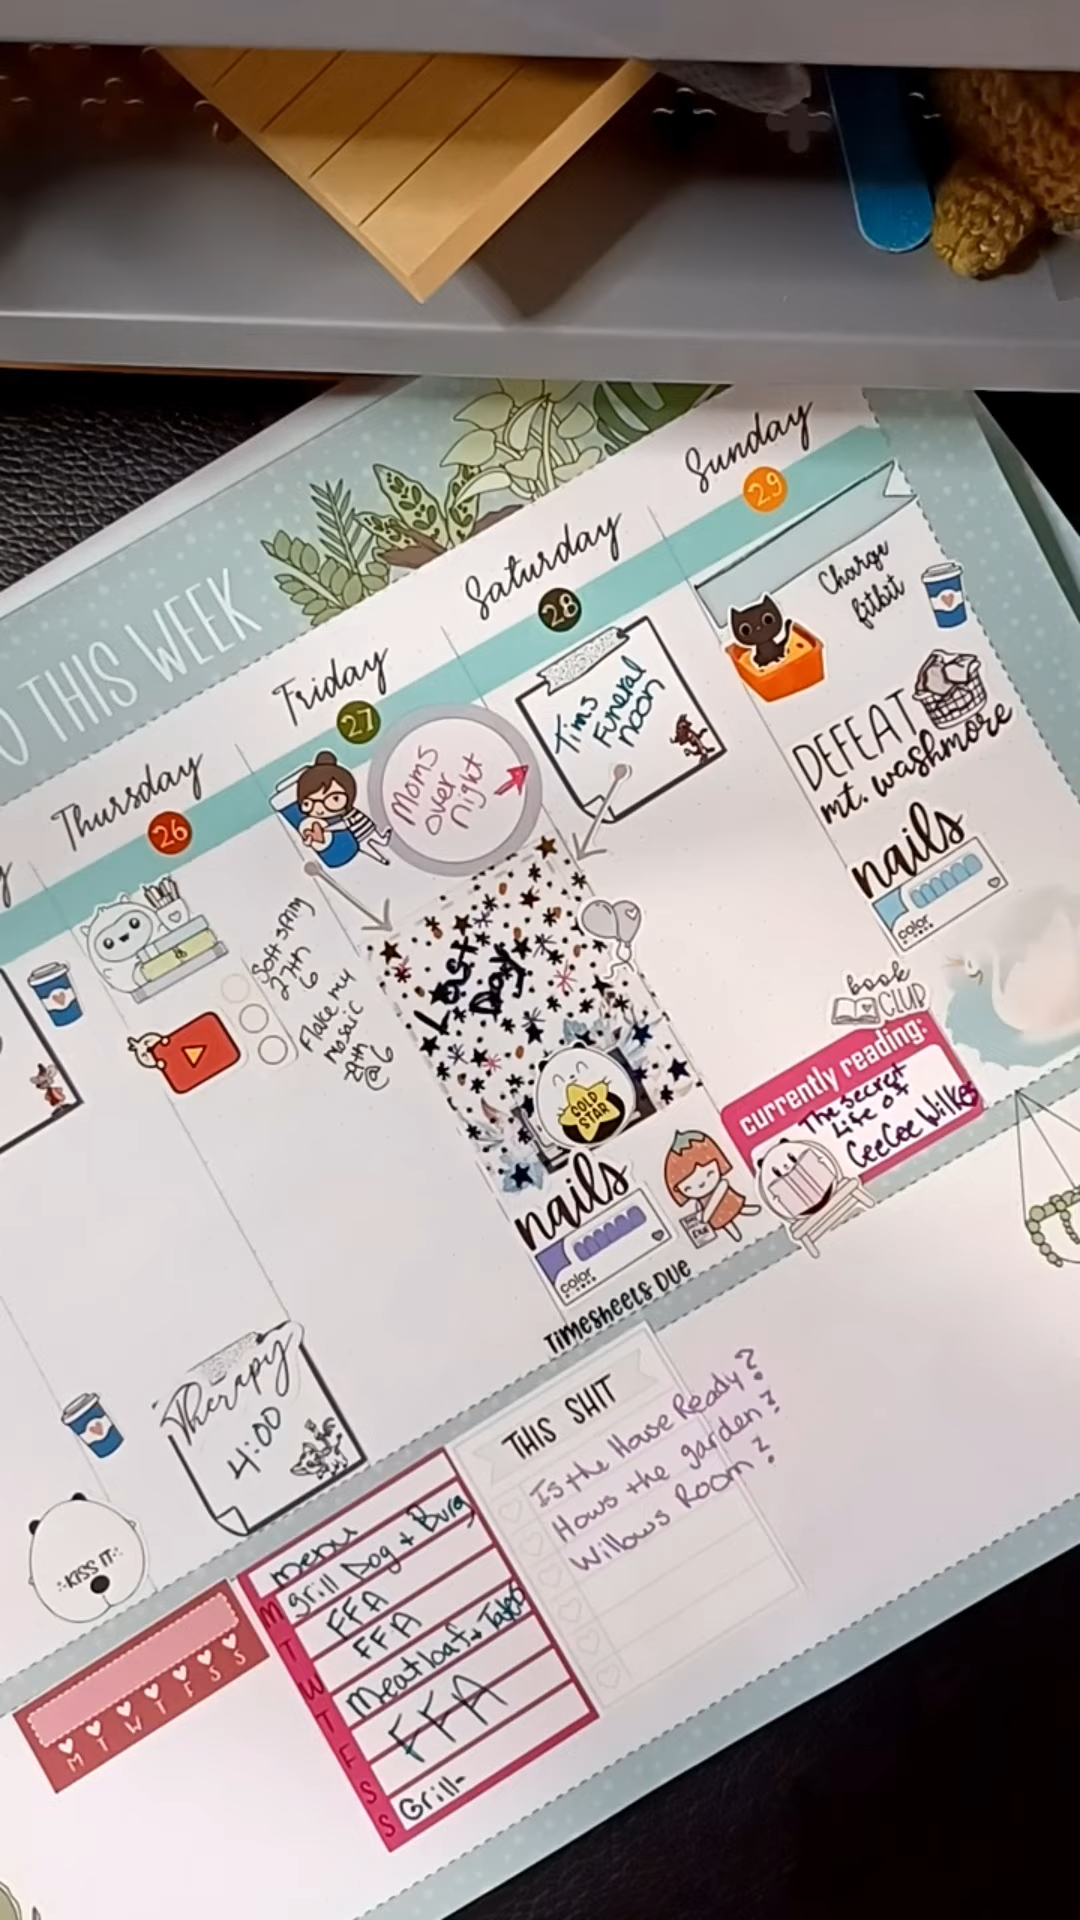 THIS WEEK
Thursday
26
Friday
27
Saturday
28
Sunday
29
Soft spring
27th
6
Flake my
mosaic
29th
@6
Therapy
4:00
KISS IT
Moms
over
night
Last
Day
GOLD
STAR
nails
color
TIMESHEETS DUE
Tims
Funeral
noon
Charge
fitbit
DEFEAT
mt. washmore
nails
color
book
CLUB
currently reading:
The secret
Life of
CeeCee Wilkes
M T W T F S S
menu
M grill Dog + Burg
T FFA
W FFA
T meatloaf + Tates
F FFA
S
S Grill-
THIS SHIT
Is the House Ready?
Hows the garden?
Willows Room?